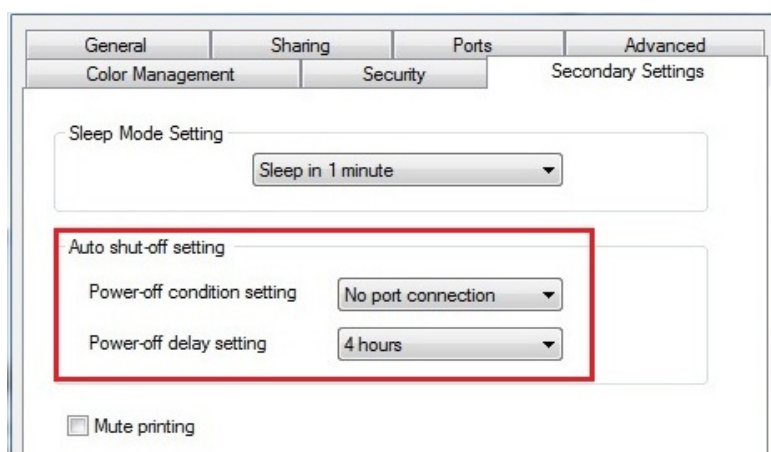 General Sharing Ports Advanced
Color Management Security Secondary Settings
Sleep Mode Setting
Sleep in 1 minute
Auto shut-off setting
Power-off condition setting No port connection
Power-off delay setting 4 hours
Mute printing